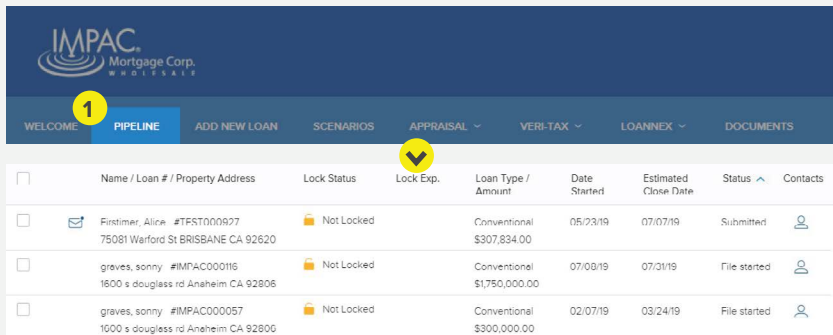 IMPAC.
Mortgage Corp.
WHOLESALE
1
WELCOME PIPELINE ADD NEW LOAN SCENARIOS APPRAISAL VERI-TAX LOANNEX DOCUMENTS
Name / Loan # / Property Address Lock Status Lock Exp. Loan Type / Amount Date Started Estimated Close Date Status Contacts
Firstimer, Alice #TEST000927 Not Locked Conventional 05/23/19 07/07/19 Submitted
75081 Warford St BRISBANE CA 92620 $307,834.00
graves, sonny #IMPAC000116 Not Locked Conventional 07/08/19 07/31/19 File started
1600 s douglass rd Anaheim CA 92806 $1,750,000.00
graves, sonny #IMPAC000057 Not Locked Conventional 02/07/19 03/24/19 File started
1600 s douglass rd Anaheim CA 92806 $300,000.00